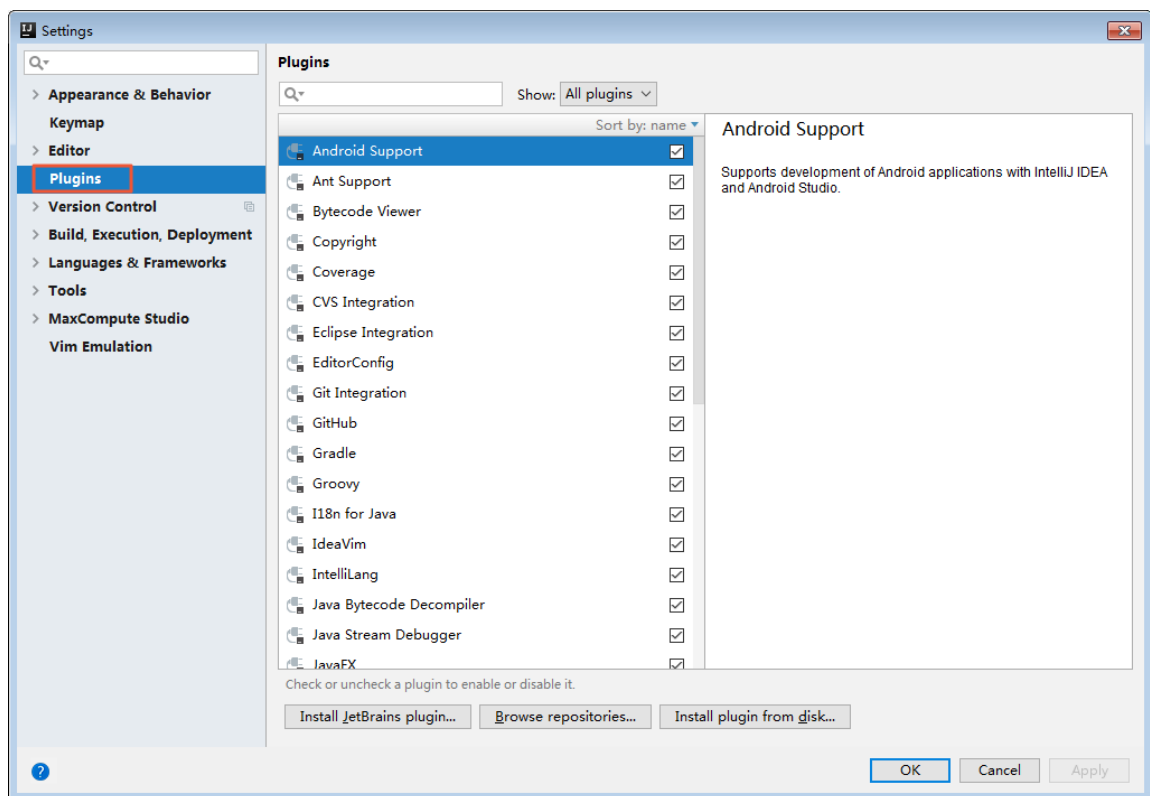 Settings
Appearance & Behavior
Keymap
Editor
Plugins
Version Control
Build, Execution, Deployment
Languages & Frameworks
Tools
MaxCompute Studio
Vim Emulation
Plugins
Show: All plugins
Sort by: name
Android Support
Ant Support
Bytecode Viewer
Copyright
Coverage
CVS Integration
Eclipse Integration
EditorConfig
Git Integration
GitHub
Gradle
Groovy
I18n for Java
IdeaVim
IntelliLang
Java Bytecode Decompiler
Java Stream Debugger
JavaFX
Android Support
Supports development of Android applications with IntelliJ IDEA
and Android Studio.
Check or uncheck a plugin to enable or disable it.
Install JetBrains plugin... Browse repositories... Install plugin from disk...
? OK Cancel Apply